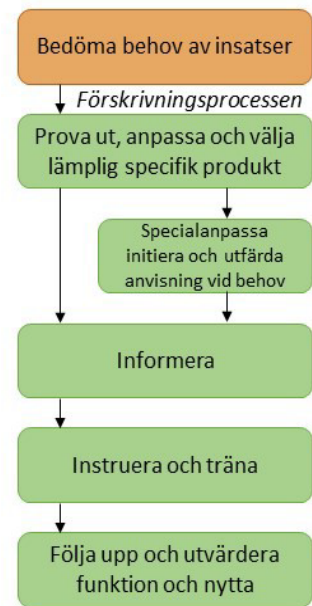 Bedöma behov av insatser
Förskrivningsprocessen
Prova ut, anpassa och välja
lämplig specifik produkt
Specialanpassa
initiera och utfärda
anvisning vid behov
Informera
Instruera och träna
Följa upp och utvärdera
funktion och nytta